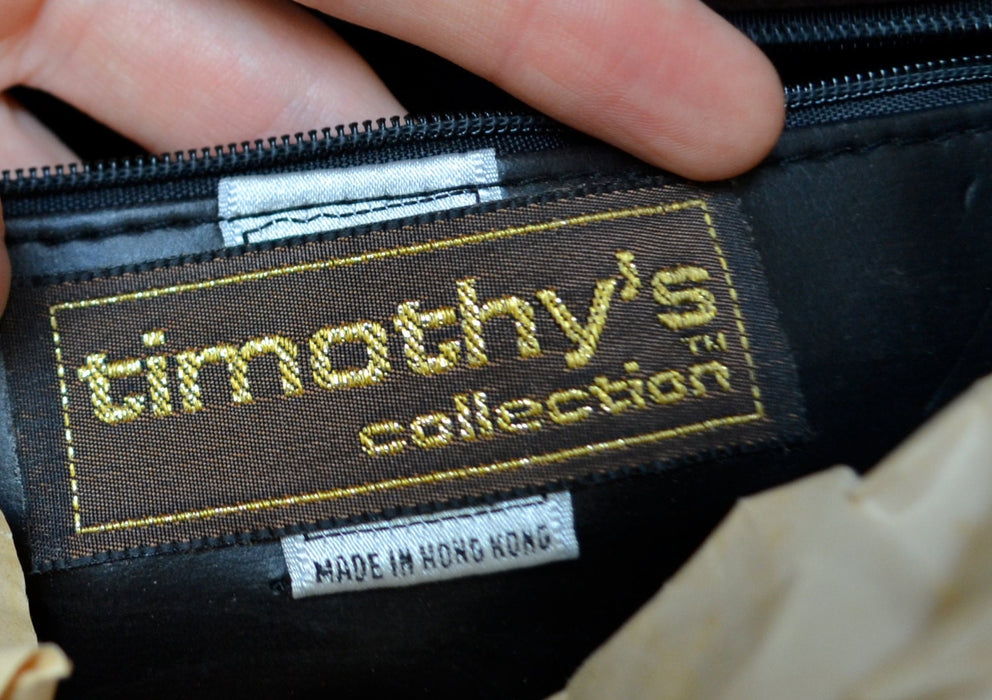 timothy's
TM
collection
MADE IN HONG KONG